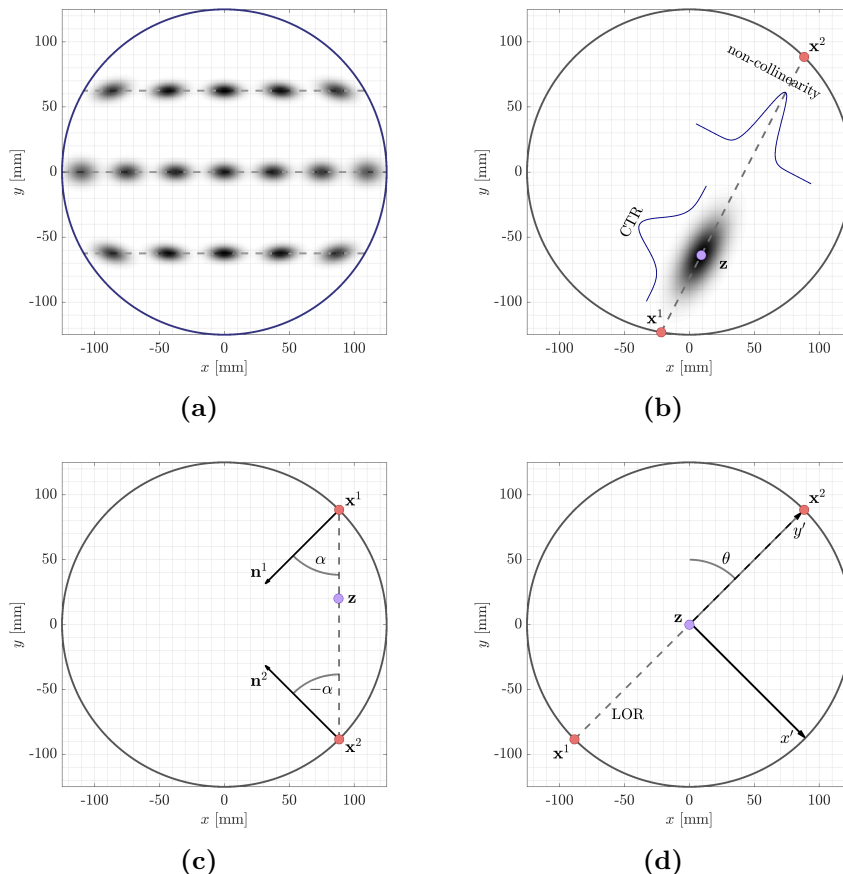 100
50
0
-50
-100
y [mm]
-100 -50 0 50 100
x [mm]
(a)
100
50
0
-50
-100
y [mm]
x²
non-collinearity
CTR
z
x¹
-100 -50 0 50 100
x [mm]
(b)
100
50
0
-50
-100
y [mm]
x¹
α
n¹
z
n²
−α
x²
-100 -50 0 50 100
x [mm]
(c)
100
50
0
-50
-100
y [mm]
x²
y′
θ
z
LOR
x′
x¹
-100 -50 0 50 100
x [mm]
(d)